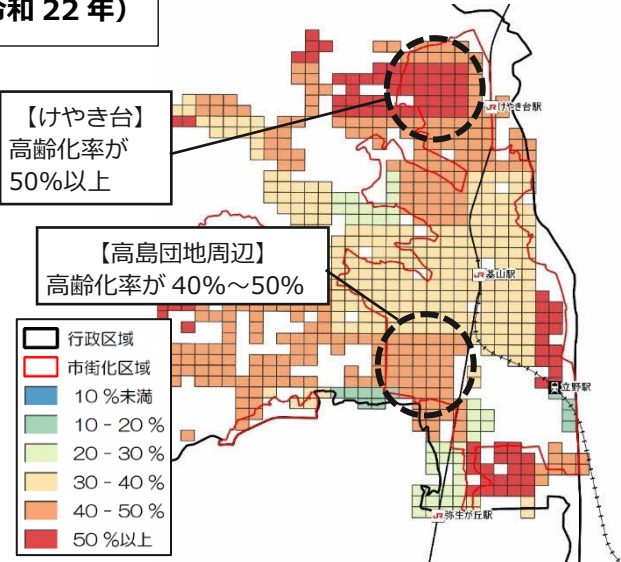 和 22 年）
【けやき台】
高齢化率が
50%以上
JR けやき台駅
【高島団地周辺】
高齢化率が 40%～50%
JR 基山駅
行政区域
市街化区域
10 %未満
10 - 20 %
20 - 30 %
30 - 40 %
40 - 50 %
50 %以上
立野駅
JR 弥生が丘駅